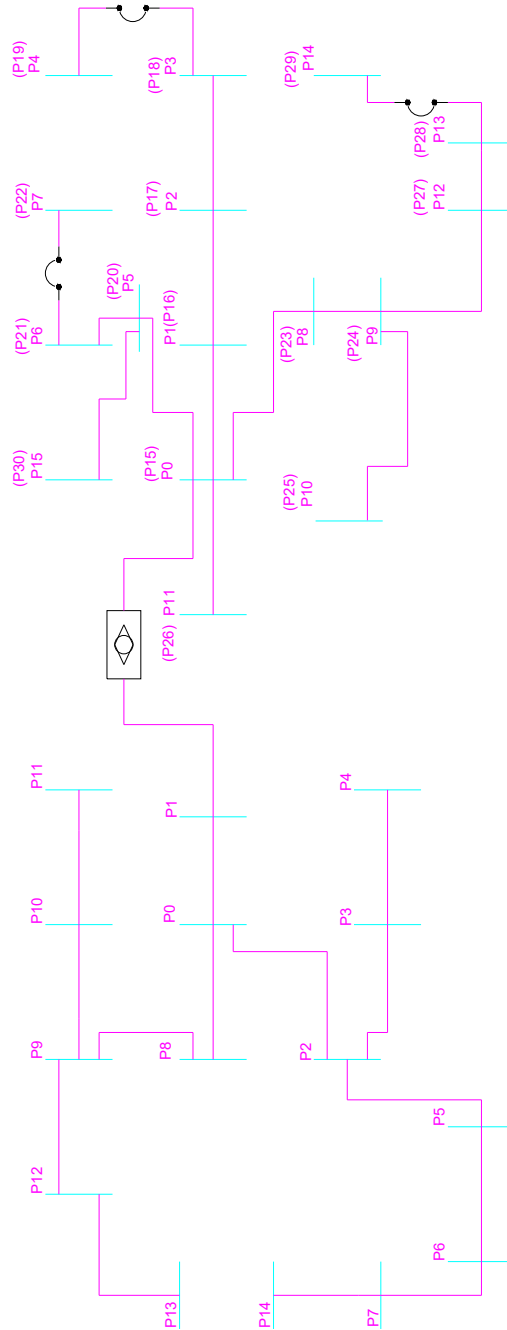 (P19)
P4
(P18)
P3
(P29)
P14
(P28)
P13
(P22)
P7
(P17)
P2
(P27)
P12
(P20)
P5
(P21)
P6
P1(P16)
(P23)
P8
(P24)
P9
(P30)
P15
(P15)
P0
(P25)
P10
P11
(P26)
P11
P1
P4
P10
P0
P3
P9
P8
P2
P5
P12
P6
P13
P14
P7